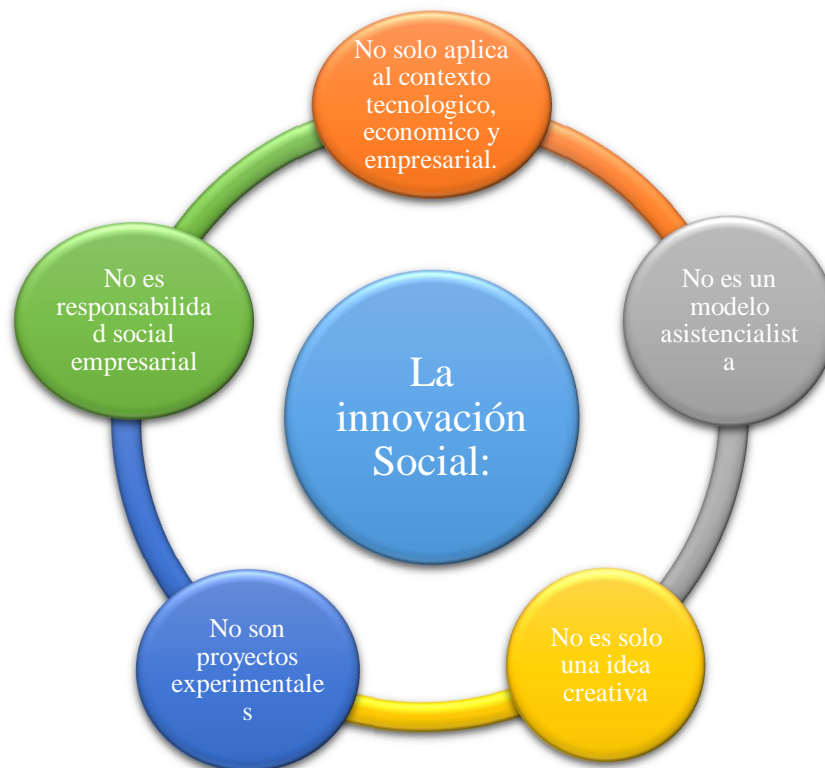 No solo aplica
al contexto
tecnologico,
economico y
empresarial.
No es un
modelo
asistencialist
a
No es solo
una idea
creativa
No son
proyectos
experimentale
s
No es
responsabilida
d social
empresarial
La
innovación
Social: